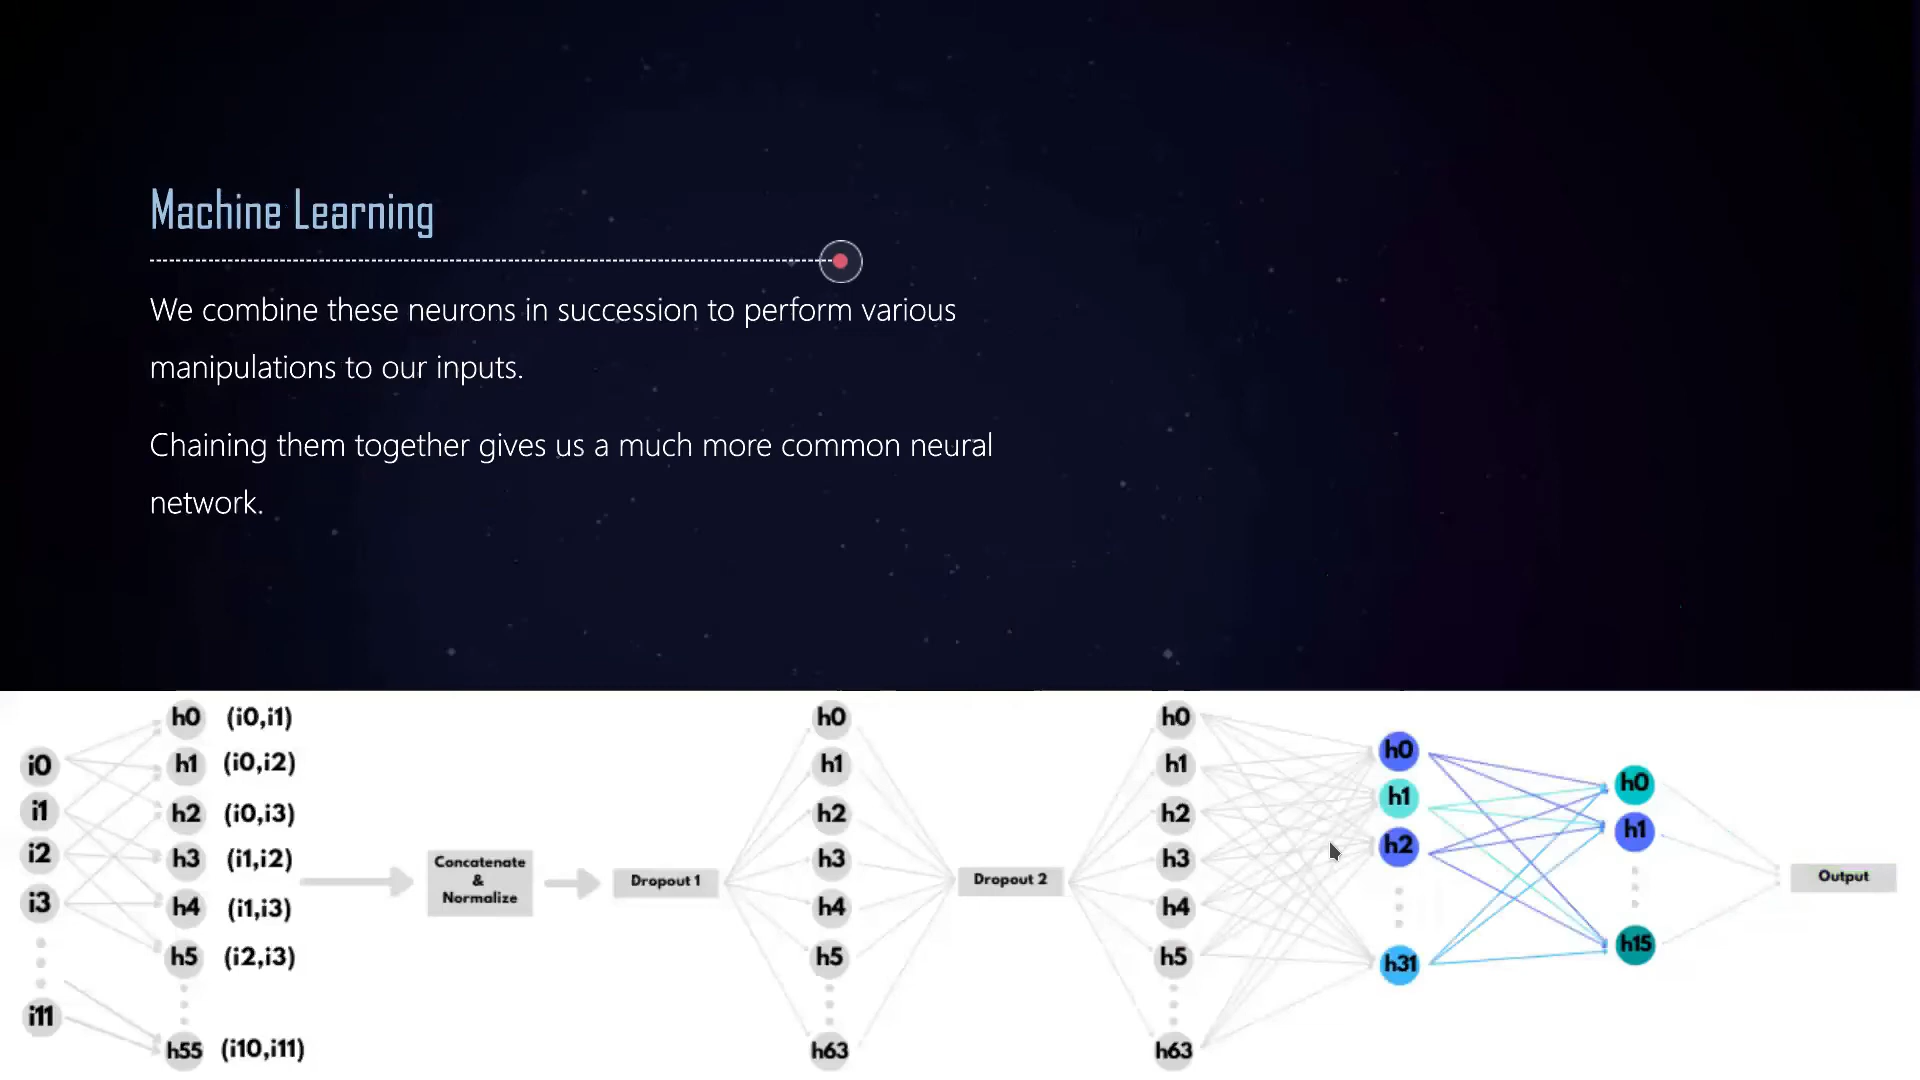 Machine Learning
We combine these neurons in succession to perform various
manipulations to our inputs.
Chaining them together gives us a much more common neural
network.
i0
i1
i2
i3
i11
h0 (i0,i1)
h1 (i0,i2)
h2 (i0,i3)
h3 (i1,i2)
h4 (i1,i3)
h5 (i2,i3)
h55 (i10,i11)
Concatenate
&
Normalize
Dropout 1
h0
h1
h2
h3
h4
h5
h63
Dropout 2
h0
h1
h2
h3
h4
h5
h63
h0
h1
h2
h31
h0
h1
h15
Output